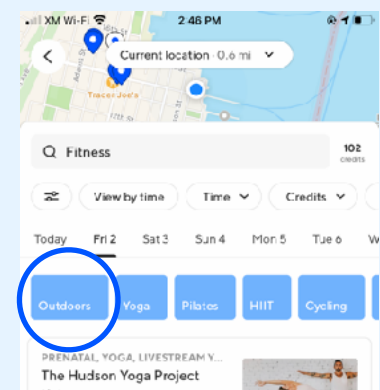 XM Wi-Fi 2:46 PM
Current location · 0.6 mi
Trader Joe's
Fitness
102
credits
View by time Time Credits
Today Fri 2 Sat 3 Sun 4 Mon 5 Tue 6 W
Outdoors Yoga Pilates HIIT Cycling
PRENATAL, YOGA, LIVESTREAM Y...
The Hudson Yoga Project